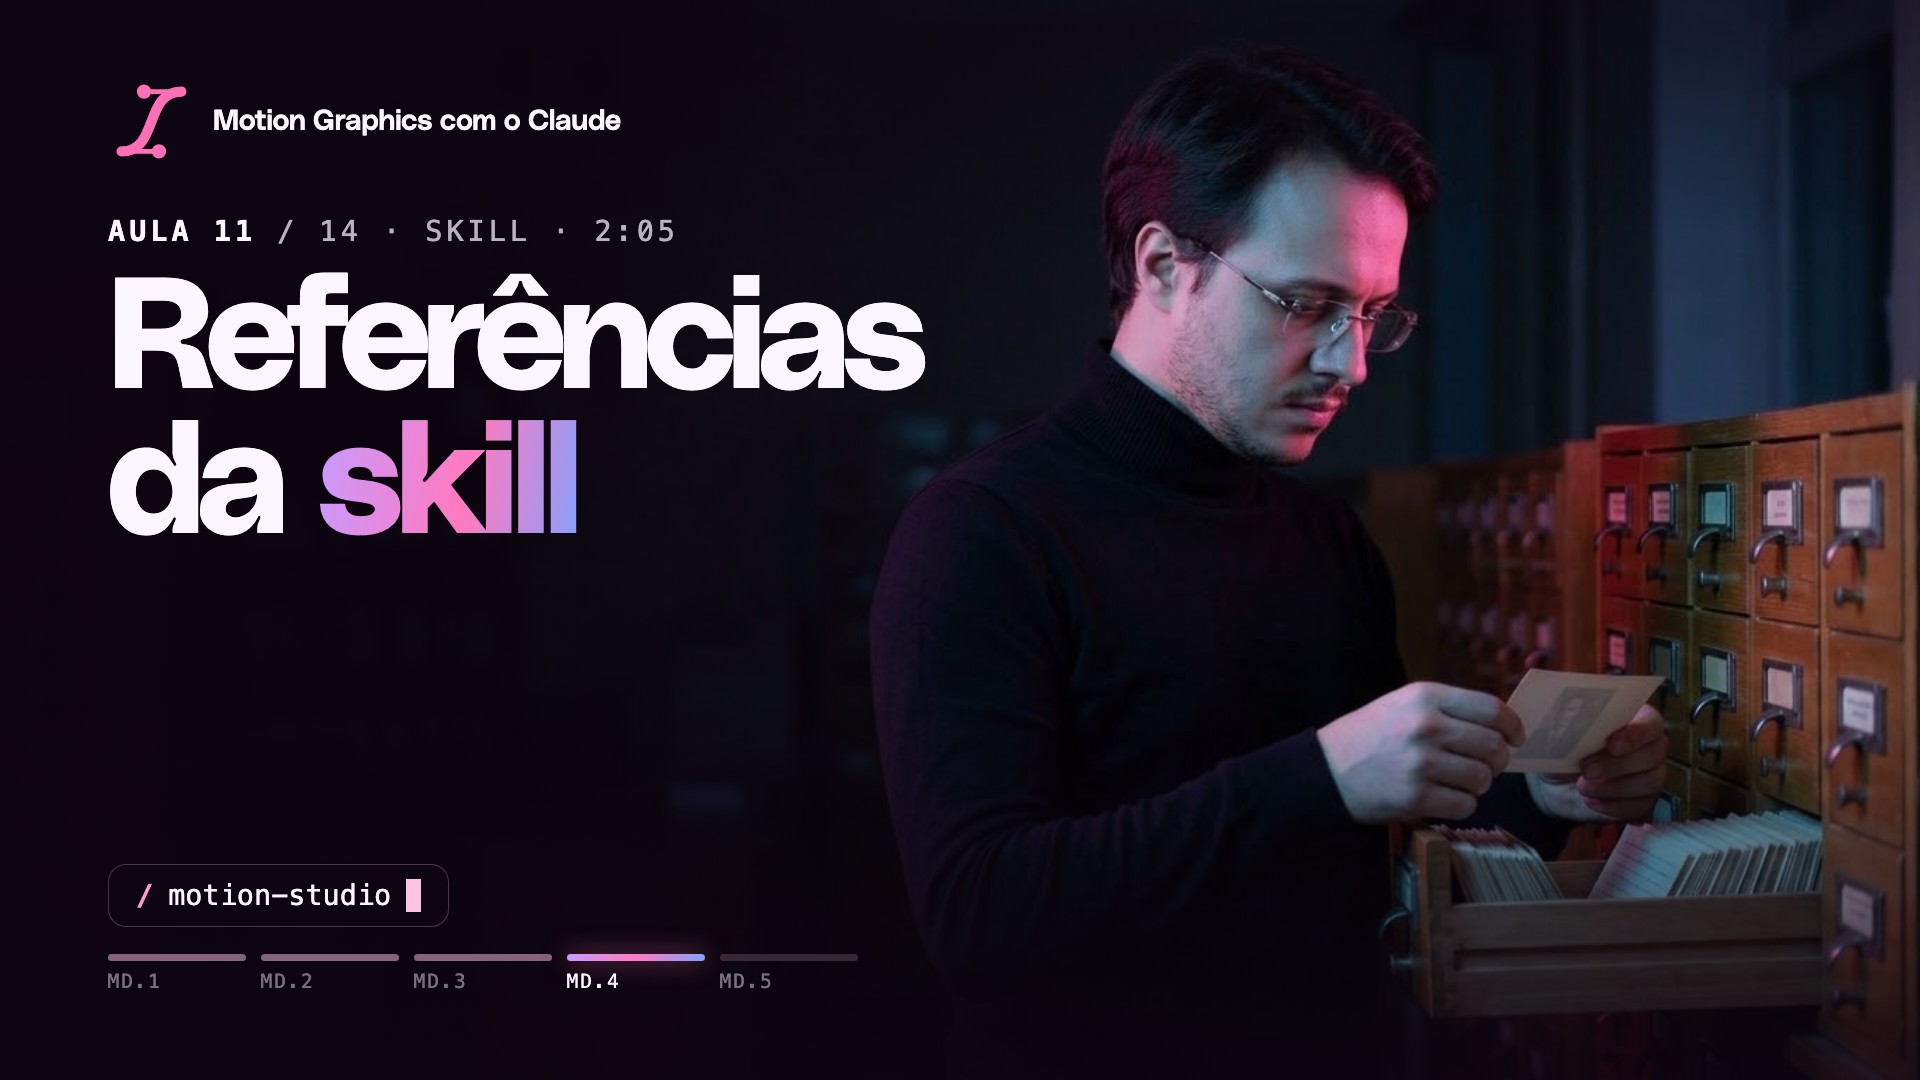 Motion Graphics com o Claude
AULA 11 / 14 · SKILL · 2:05
Referências
da skill
/ motion-studio
MD.1 MD.2 MD.3 MD.4 MD.5